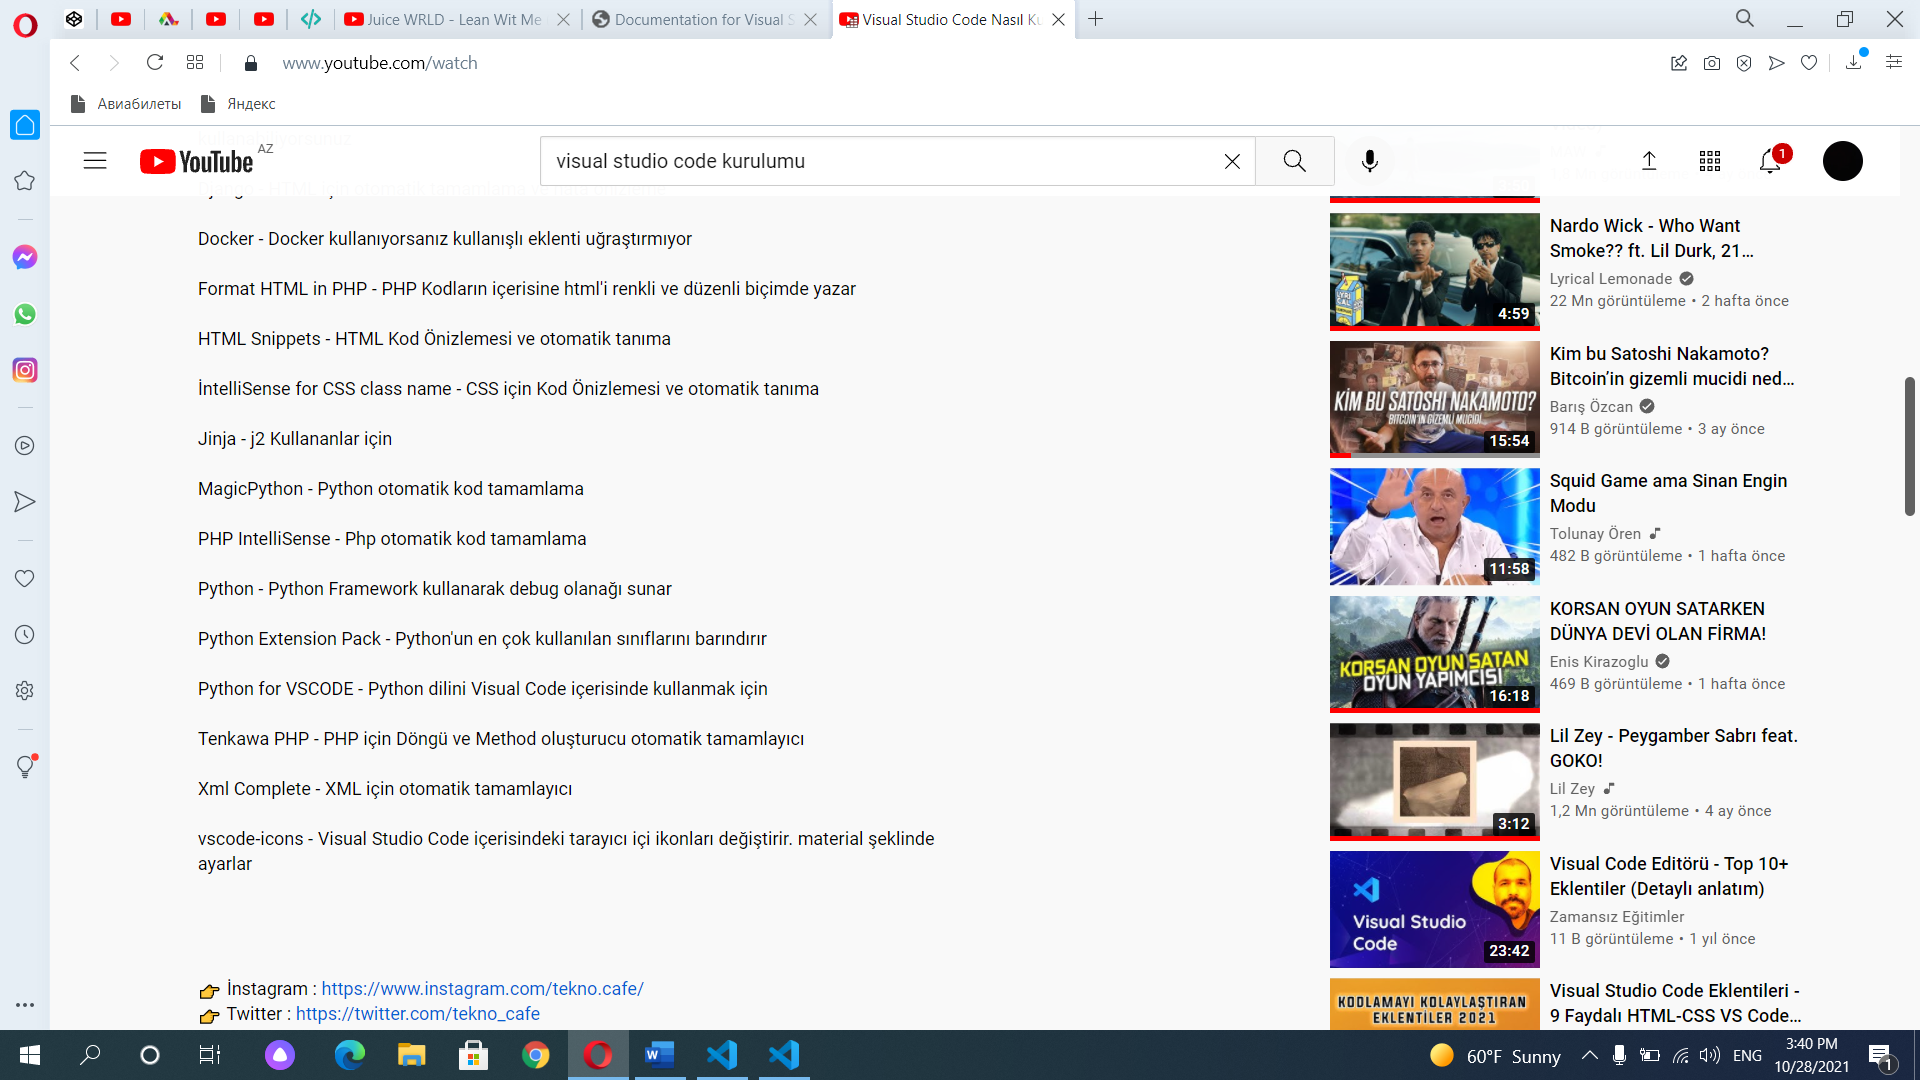 Juice WRLD - Lean Wit Me
Documentation for Visual S
Visual Studio Code Nasıl Ku
www.youtube.com/watch
Авиабилеты
Яндекс
YouTube AZ
visual studio code kurulumu
1
Docker - Docker kullanıyorsanız kullanışlı eklenti uğraştırmıyor
Format HTML in PHP - PHP Kodların içerisine html'i renkli ve düzenli biçimde yazar
HTML Snippets - HTML Kod Önizlemesi ve otomatik tanıma
İntelliSense for CSS class name - CSS için Kod Önizlemesi ve otomatik tanıma
Jinja - j2 Kullananlar için
MagicPython - Python otomatik kod tamamlama
PHP IntelliSense - Php otomatik kod tamamlama
Python - Python Framework kullanarak debug olanağı sunar
Python Extension Pack - Python'un en çok kullanılan sınıflarını barındırır
Python for VSCODE - Python dilini Visual Code içerisinde kullanmak için
Tenkawa PHP - PHP için Döngü ve Method oluşturucu otomatik tamamlayıcı
Xml Complete - XML için otomatik tamamlayıcı
vscode-icons - Visual Studio Code içerisindeki tarayıcı içi ikonları değiştirir. material şeklinde
ayarlar
👉 İnstagram : https://www.instagram.com/tekno.cafe/
👉 Twitter : https://twitter.com/tekno_cafe
LYRICAL
4:59
Nardo Wick - Who Want
Smoke?? ft. Lil Durk, 21...
Lyrical Lemonade
22 Mn görüntüleme • 2 hafta önce
KİM BU SATOSHI NAKAMOTO?
BITCOIN'IN GİZEMLİ MUCİDİ
15:54
Kim bu Satoshi Nakamoto?
Bitcoin'in gizemli mucidi ned...
Barış Özcan
914 B görüntüleme • 3 ay önce
11:58
Squid Game ama Sinan Engin
Modu
Tolunay Ören
482 B görüntüleme • 1 hafta önce
KORSAN OYUN SATAN
OYUN YAPIMCISI
16:18
KORSAN OYUN SATARKEN
DÜNYA DEVİ OLAN FİRMA!
Enis Kirazoglu
469 B görüntüleme • 1 hafta önce
3:12
Lil Zey - Peygamber Sabrı feat.
GOKO!
Lil Zey
1,2 Mn görüntüleme • 4 ay önce
Visual Studio
Code
23:42
Visual Code Editörü - Top 10+
Eklentiler (Detaylı anlatım)
Zamansız Eğitimler
11 B görüntüleme • 1 yıl önce
KODLAMAYI KOLAYLAŞTIRAN
EKLENTİLER 2021
Visual Studio Code Eklentileri -
9 Faydalı HTML-CSS VS Code...
60°F Sunny
ENG
3:40 PM
10/28/2021
1